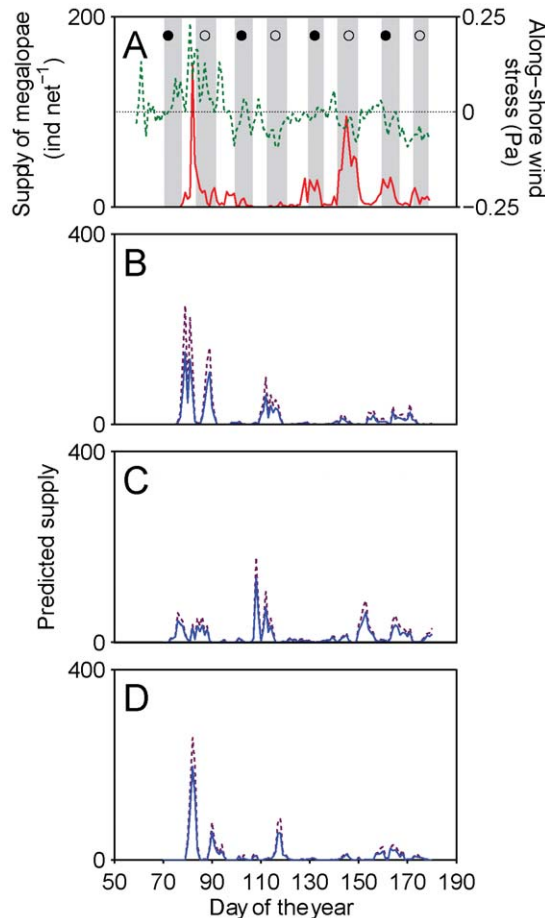 200
A
0.25
Supply of megalopae
(ind net−1)
100
0
Along–shore wind
stress (Pa)
0
−0.25
400
B
0
400
C
Predicted supply
0
400
D
0
50 70 90 110 130 150 170 190
Day of the year